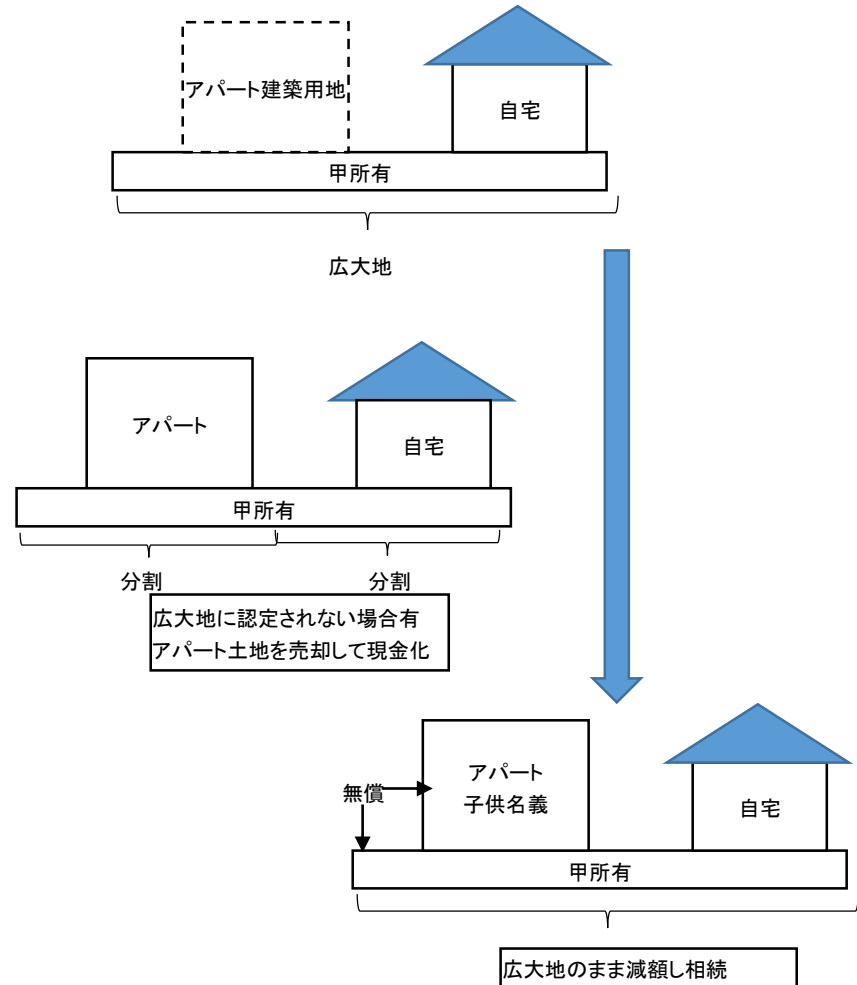 アパート建築用地
自宅
甲所有
広大地
アパート
自宅
甲所有
分割
分割
広大地に認定されない場合有
アパート土地を売却して現金化
アパート
子供名義
無償
自宅
甲所有
広大地のまま減額し相続